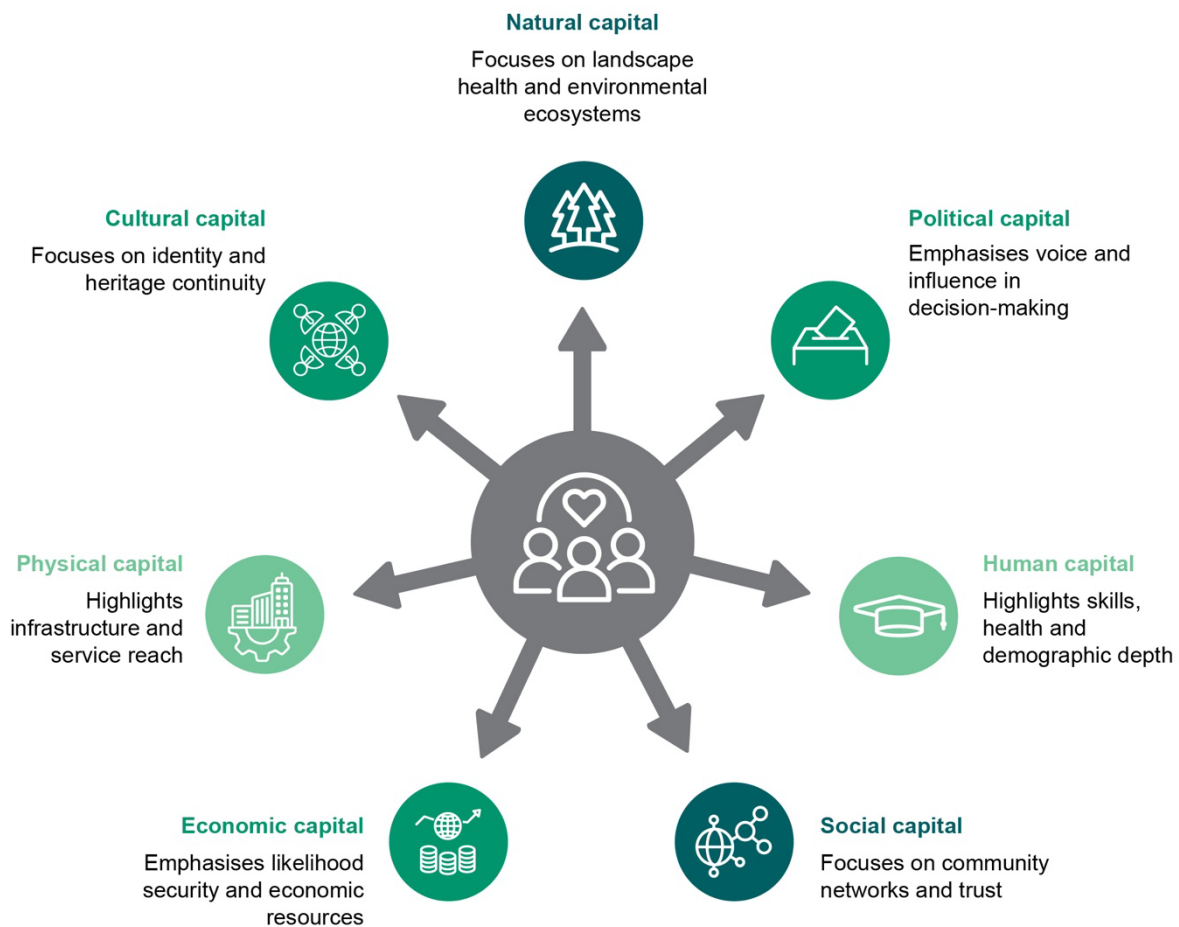 Natural capital
Focuses on landscape
health and environmental
ecosystems
Cultural capital
Focuses on identity and
heritage continuity
Political capital
Emphasises voice and
influence in
decision-making
Physical capital
Highlights
infrastructure and
service reach
Human capital
Highlights skills,
health and
demographic depth
Economic capital
Emphasises likelihood
security and economic
resources
Social capital
Focuses on community
networks and trust